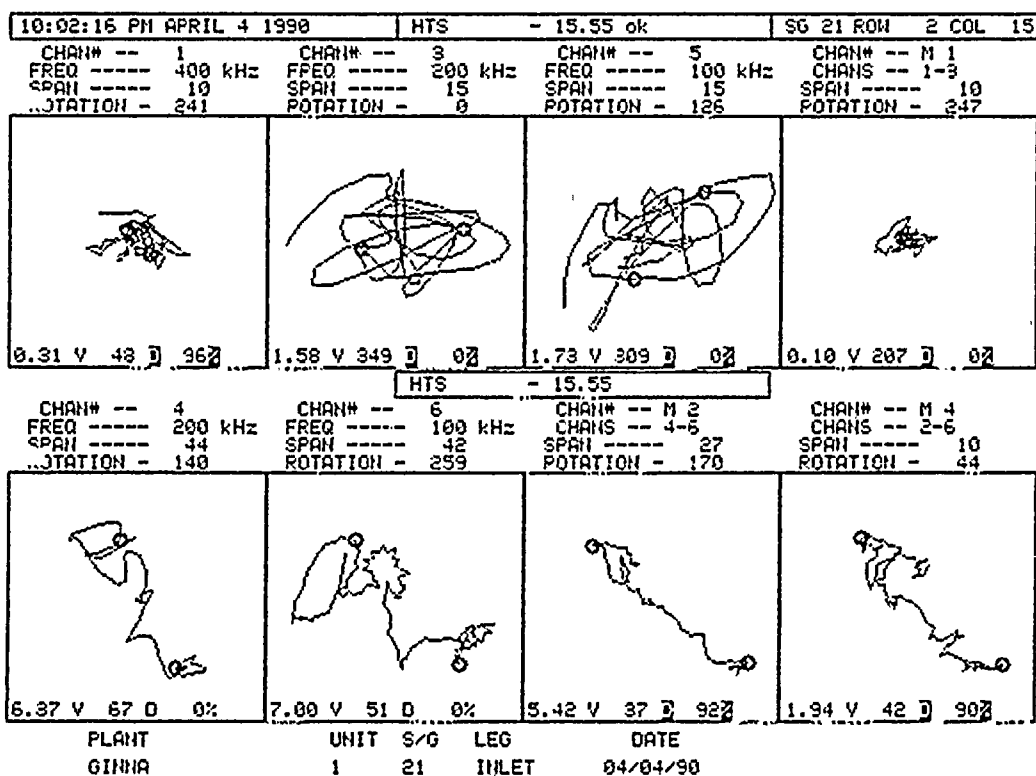 10:02:16 PM APRIL 4 1990 HTS - 15.55 ok SG 21 ROW 2 COL 15
CHAN# -- 1 CHAN# -- 3 CHAN# -- 5 CHAN# -- M 1
FREQ ----- 400 kHz FREQ ----- 200 kHz FREQ ----- 100 kHz CHANS -- 1-3
SPAN ----- 10 SPAN ----- 15 SPAN ----- 15 SPAN ----- 10
ROTATION - 241 ROTATION - 0 ROTATION - 126 ROTATION - 247
0.31 V 48 D 96% 1.58 V 349 D 0% 1.73 V 309 D 0% 0.10 V 207 D 0%
HTS - 15.55
CHAN# -- 4 CHAN# -- 6 CHAN# -- M 2 CHAN# -- M 4
FREQ ----- 200 kHz FREQ ----- 100 kHz CHANS ----- 4-6 CHANS -- 2-6
SPAN ----- 44 SPAN ----- 42 SPAN ----- 27 SPAN ----- 10
ROTATION - 140 ROTATION - 259 ROTATION - 170 ROTATION - 44
6.37 V 67 D 0% 7.00 V 51 D 0% 5.42 V 37 D 92% 1.94 V 42 D 90%
PLANT UNIT S/G LEG DATE
GINNA 1 21 INLET 04/04/90